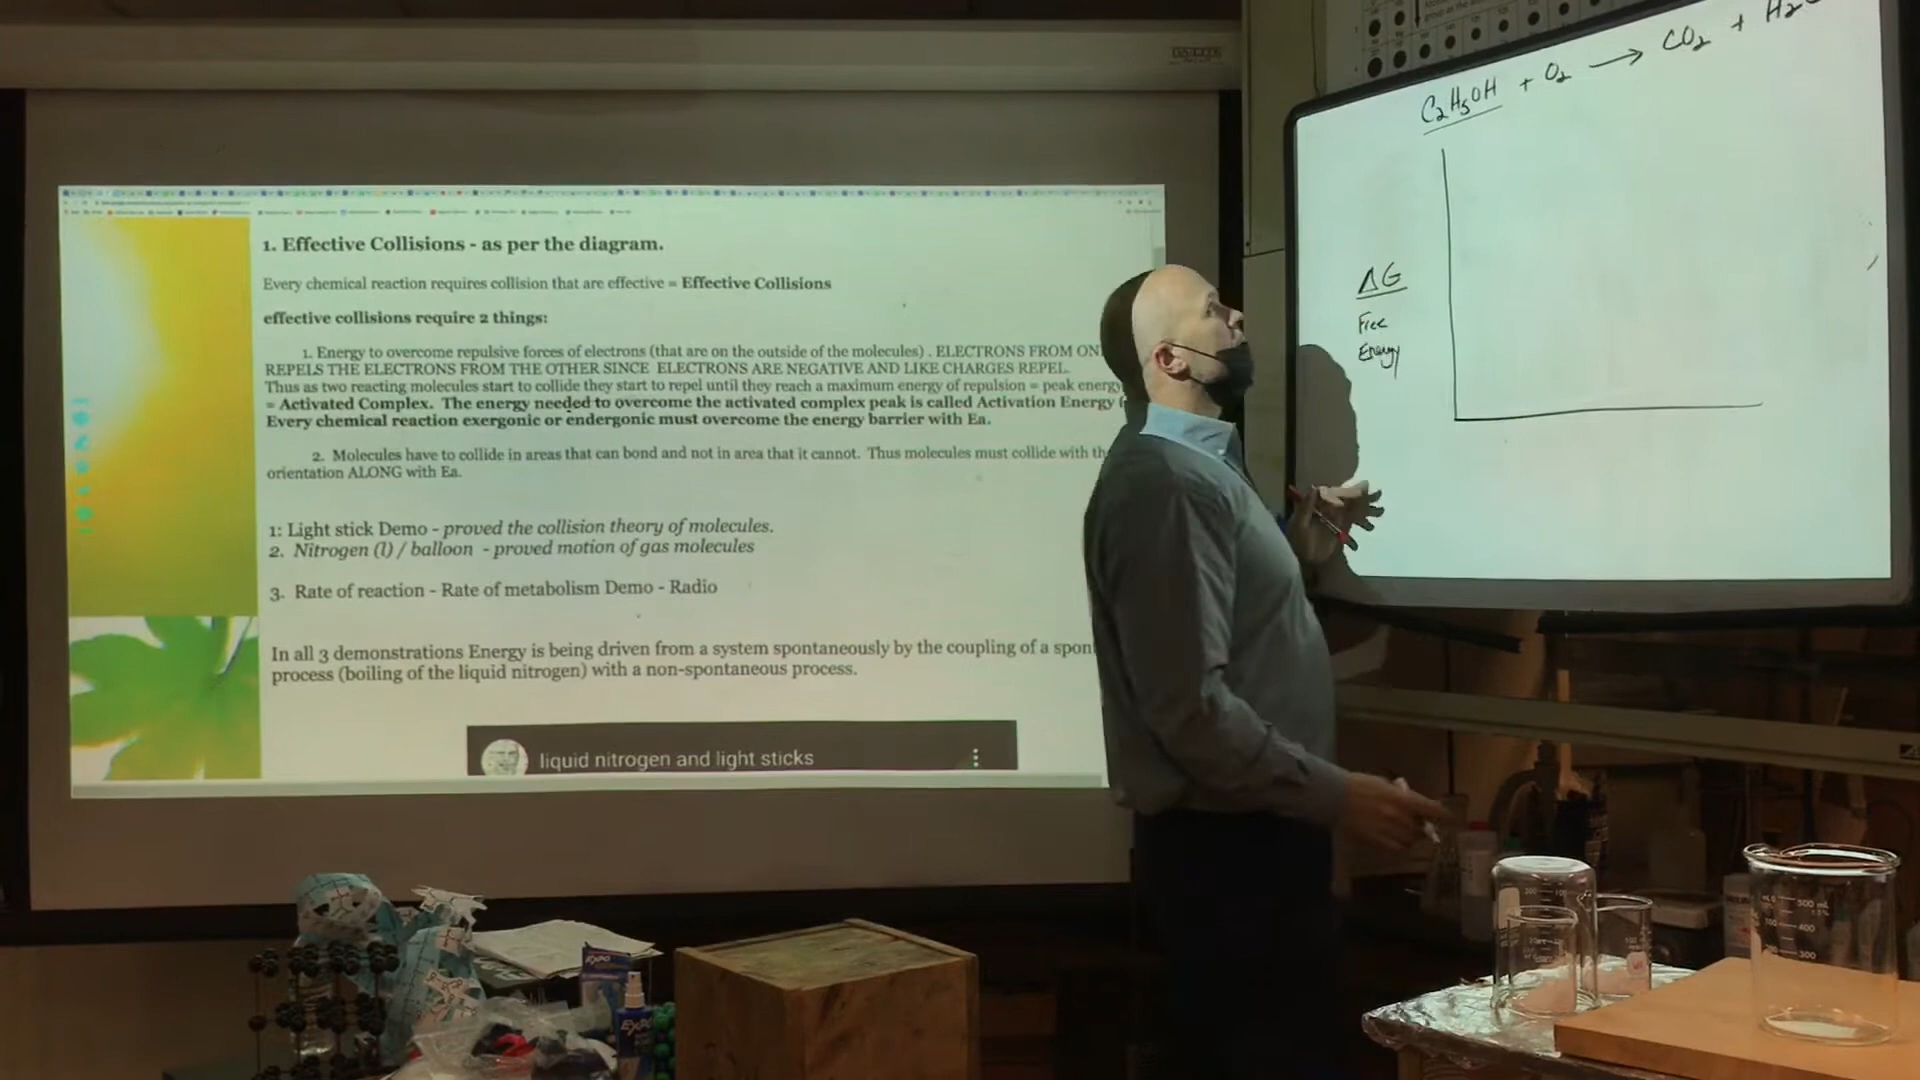 1. Effective Collisions - as per the diagram.
Every chemical reaction requires collision that are effective = Effective Collisions
effective collisions require 2 things:
1. Energy to overcome repulsive forces of electrons (that are on the outside of the molecules) . ELECTRONS FROM ON
REPELS THE ELECTRONS FROM THE OTHER SINCE ELECTRONS ARE NEGATIVE AND LIKE CHARGES REPEL.
Thus as two reacting molecules start to collide they start to repel until they reach a maximum energy of repulsion = peak energy
= Activated Complex. The energy needed to overcome the activated complex peak is called Activation Energy (
Every chemical reaction exergonic or endergonic must overcome the energy barrier with Ea.
2. Molecules have to collide in areas that can bond and not in area that it cannot. Thus molecules must collide with th
orientation ALONG with Ea.
1: Light stick Demo - proved the collision theory of molecules.
2. Nitrogen (l) / balloon - proved motion of gas molecules
3. Rate of reaction - Rate of metabolism Demo - Radio
In all 3 demonstrations Energy is being driven from a system spontaneously by the coupling of a spon
process (boiling of the liquid nitrogen) with a non-spontaneous process.
liquid nitrogen and light sticks
C2H5OH + O2 → CO2 + H2O
ΔG
Free
Energy
EXPO
EXPO
500 mL
400
300